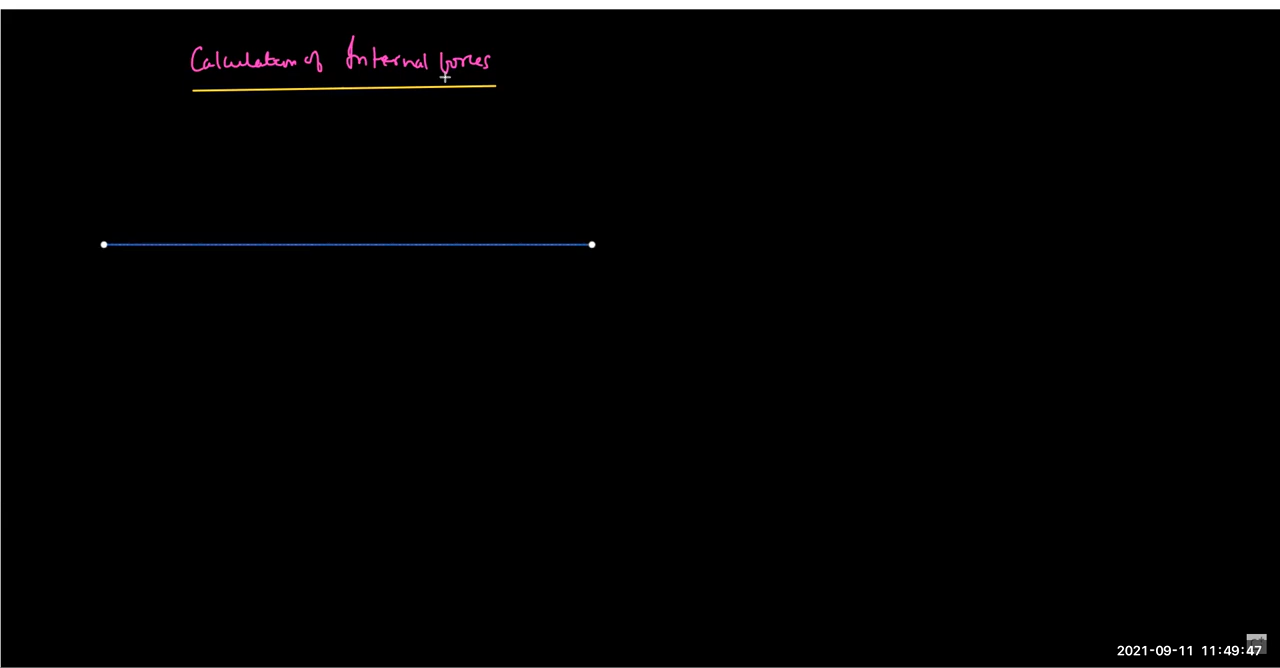 Calculation of Internal forces
2021-09-11 11:49:47